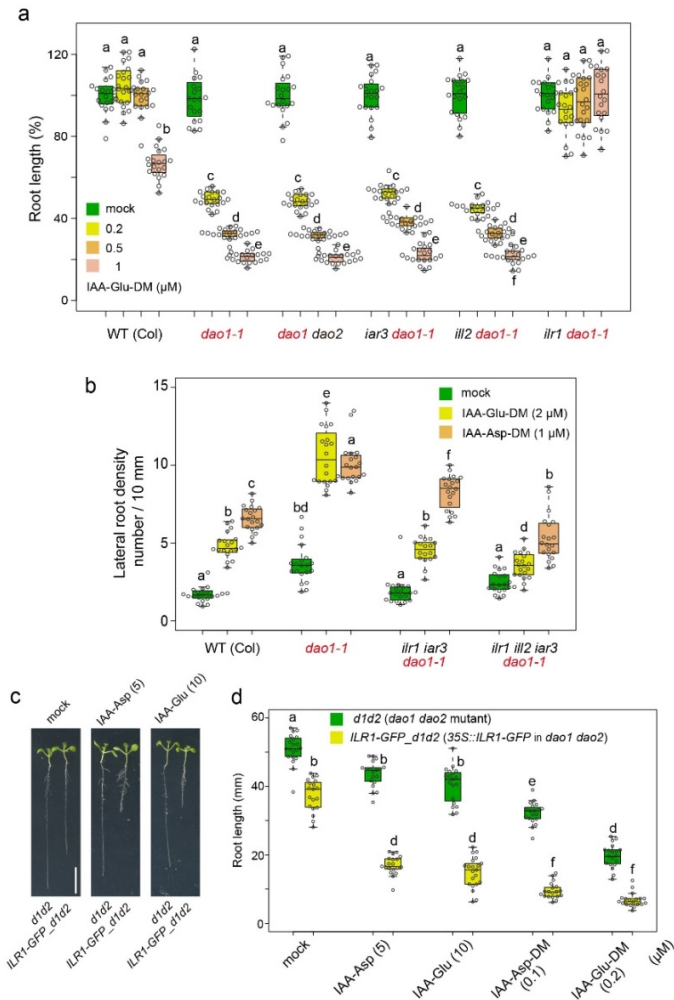 a
120
80
40
0
Root length (%)
a a a b
a c d e
a c d e
a c d e
a c d e f
a a a a
mock
0.2
0.5
1
IAA-Glu-DM (μM)
WT (Col) dao1-1 dao1 dao2 iar3 dao1-1 ill2 dao1-1 ilr1 dao1-1
b
15
10
5
0
Lateral root density
number / 10 mm
mock
IAA-Glu-DM (2 μM)
IAA-Asp-DM (1 μM)
a b c
bd e a
a b f
a d b
WT (Col) dao1-1 ilr1 iar3 ilr1 ill2 iar3
dao1-1 dao1-1
c
mock IAA-Asp (5) IAA-Glu (10)
d1d2 d1d2 d1d2
ILR1-GFP_d1d2 ILR1-GFP_d1d2 ILR1-GFP_d1d2
d
60
40
20
0
Root length (mm)
d1d2 (dao1 dao2 mutant)
ILR1-GFP_d1d2 (35S::ILR1-GFP in dao1 dao2)
a b
b d
b d
e f
d f
mock IAA-Asp (5) IAA-Glu (10) IAA-Asp-DM IAA-Glu-DM (μM)
(0.1) (0.2)